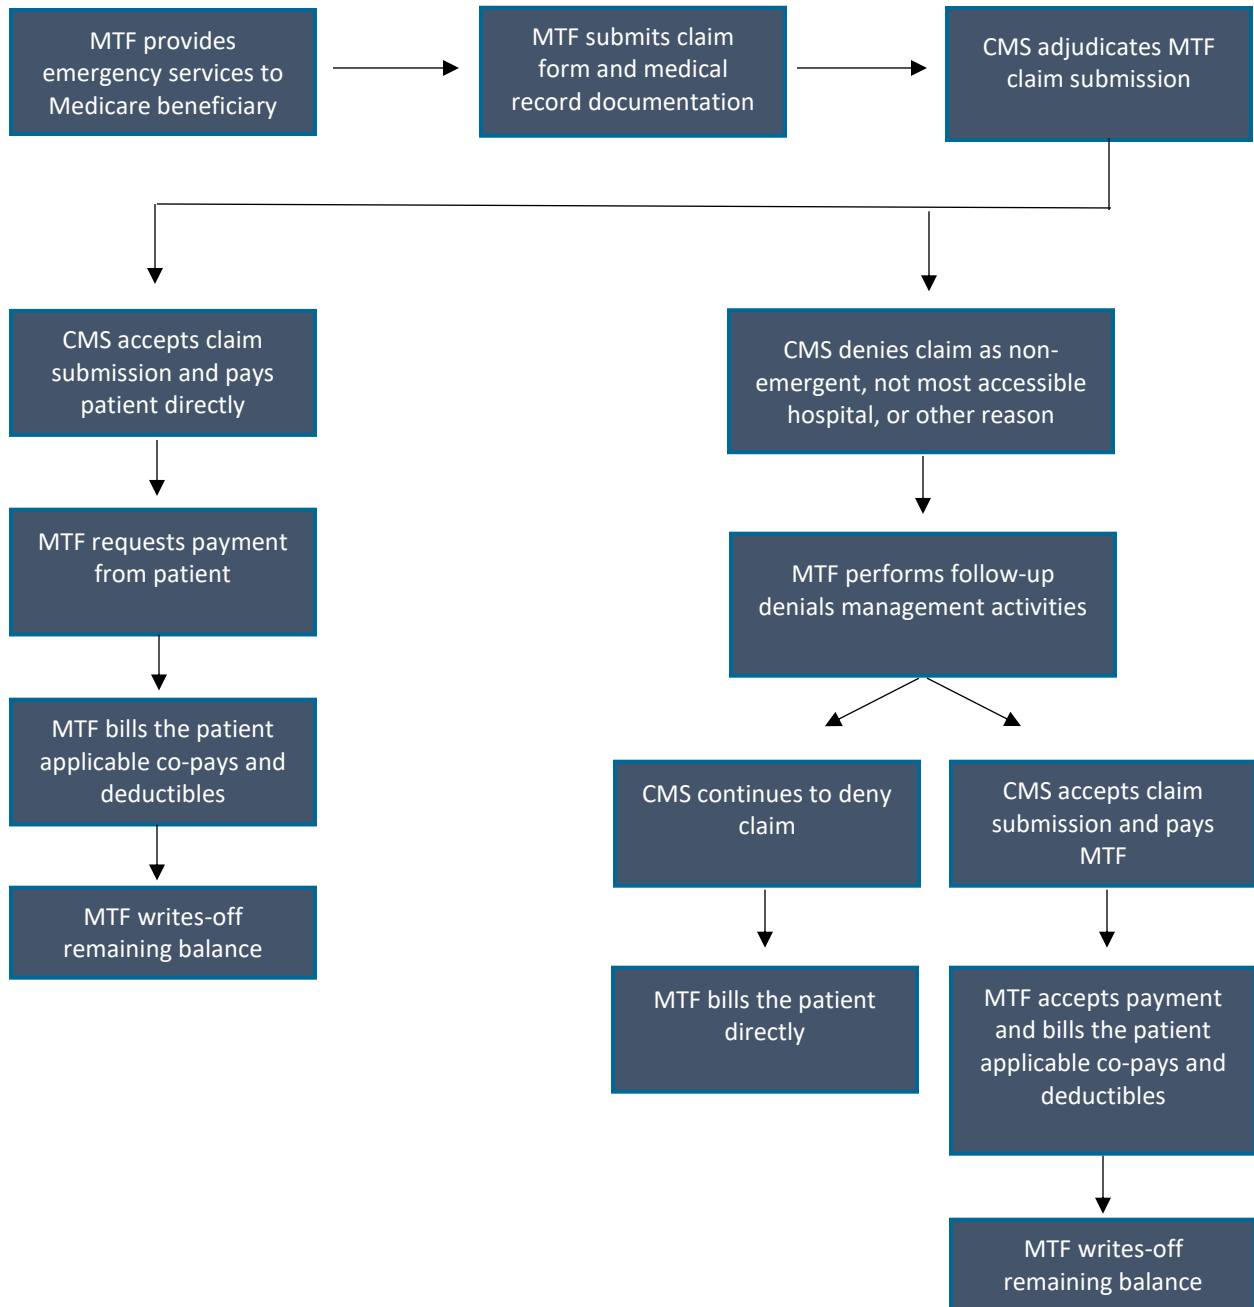 MTF provides
emergency services to
Medicare beneficiary
MTF submits claim
form and medical
record documentation
CMS adjudicates MTF
claim submission
CMS accepts claim
submission and pays
patient directly
CMS denies claim as non-
emergent, not most accessible
hospital, or other reason
MTF requests payment
from patient
MTF performs follow-up
denials management activities
MTF bills the patient
applicable co-pays and
deductibles
CMS continues to deny
claim
CMS accepts claim
submission and pays
MTF
MTF writes-off
remaining balance
MTF bills the patient
directly
MTF accepts payment
and bills the patient
applicable co-pays and
deductibles
MTF writes-off
remaining balance